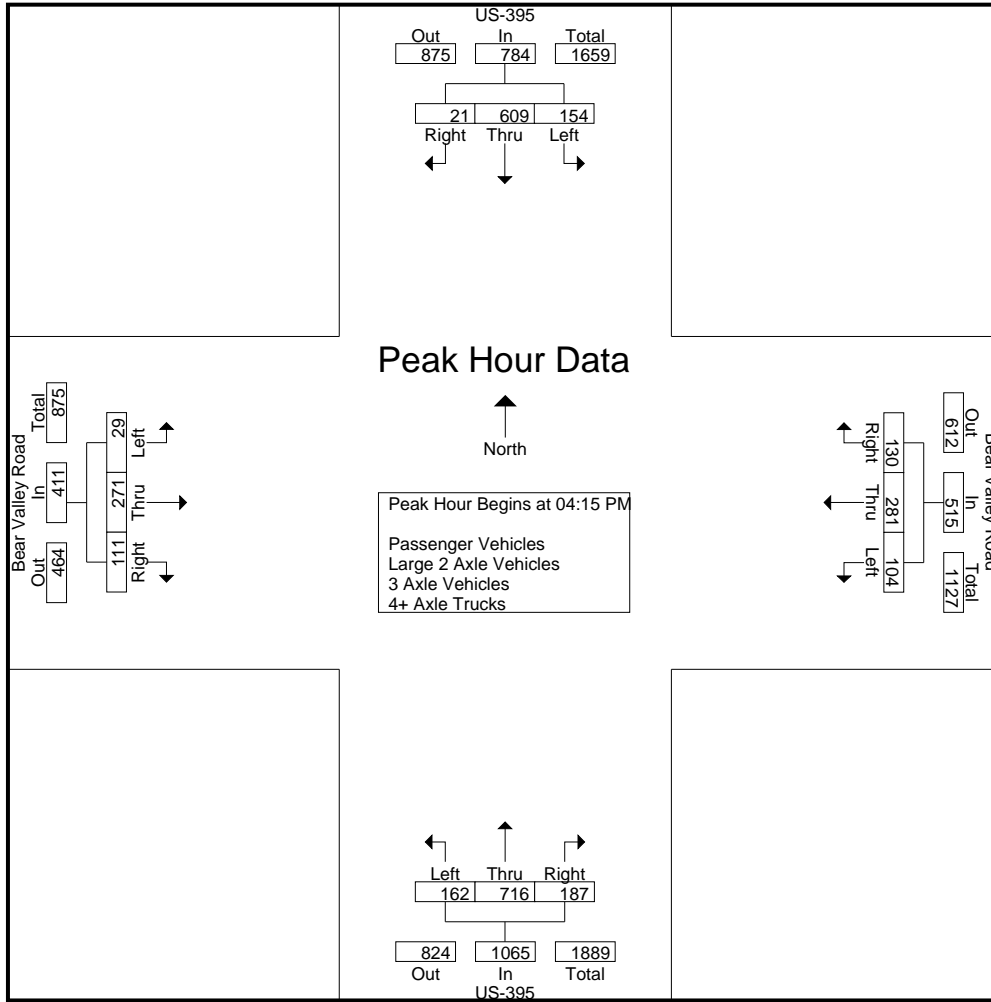 US-395
Out In Total
875 784 1659
21 609 154
Right Thru Left
Peak Hour Data
North
Peak Hour Begins at 04:15 PM
Passenger Vehicles
Large 2 Axle Vehicles
3 Axle Vehicles
4+ Axle Trucks
Bear Valley Road
Out In Total
464 411 875
111 271 29
Right Thru Left
Bear Valley Road
Out In Total
612 515 1127
130 281 104
Right Thru Left
Left Thru Right
162 716 187
824 1065 1889
Out In Total
US-395